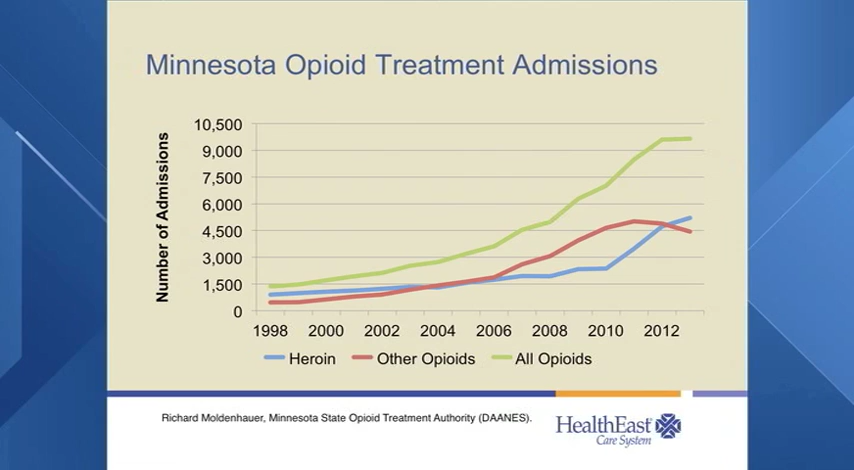 Minnesota Opioid Treatment Admissions
Number of Admissions
10,500
9,000
7,500
6,000
4,500
3,000
1,500
0
1998 2000 2002 2004 2006 2008 2010 2012
Heroin Other Opioids All Opioids
Richard Moldenhauer, Minnesota State Opioid Treatment Authority (DAANES).
HealthEast
Care System